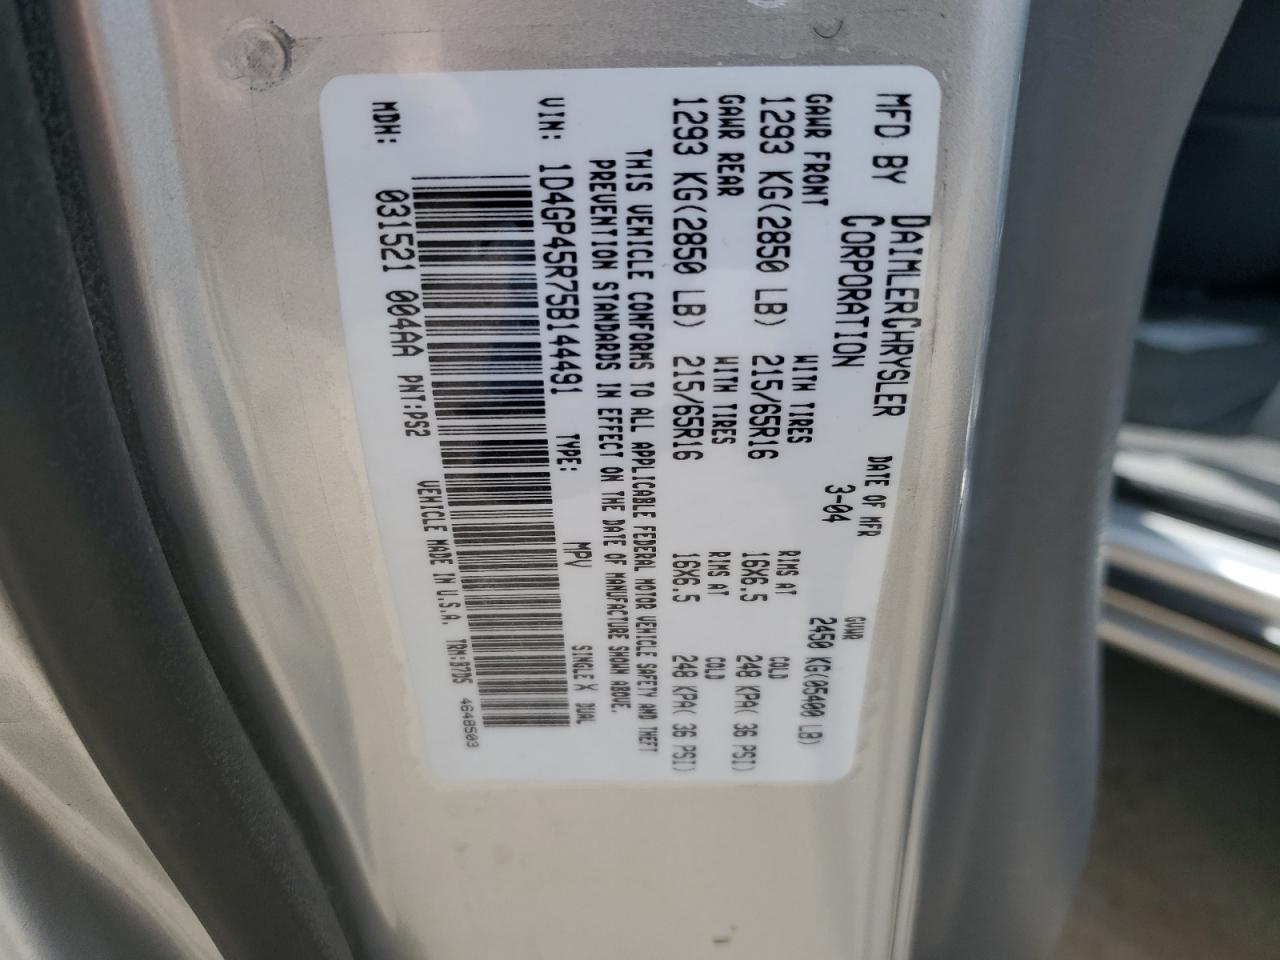 MFD BY DAIMLERCHRYSLER CORPORATION DATE OF MFR 3-04 GVWR 2450 KG(05400 LB)
GAWR FRONT WITH TIRES RIMS AT COLD
1293 KG(2850 LB) 215/65R16 16X6.5 248 KPA( 36 PSI)
GAWR REAR WITH TIRES RIMS AT COLD
1293 KG(2850 LB) 215/65R16 16X6.5 248 KPA( 36 PSI)
THIS VEHICLE CONFORMS TO ALL APPLICABLE FEDERAL MOTOR VEHICLE SAFETY AND THEFT
PREVENTION STANDARDS IN EFFECT ON THE DATE OF MANUFACTURE SHOWN ABOVE.
VIN: 1D4GP45R75B144491 TYPE: MPV SINGLE X DUAL
MDH: 031521 004AA PNT:PS2 VEHICLE MADE IN U.S.A. TRM:B7DS 4648503